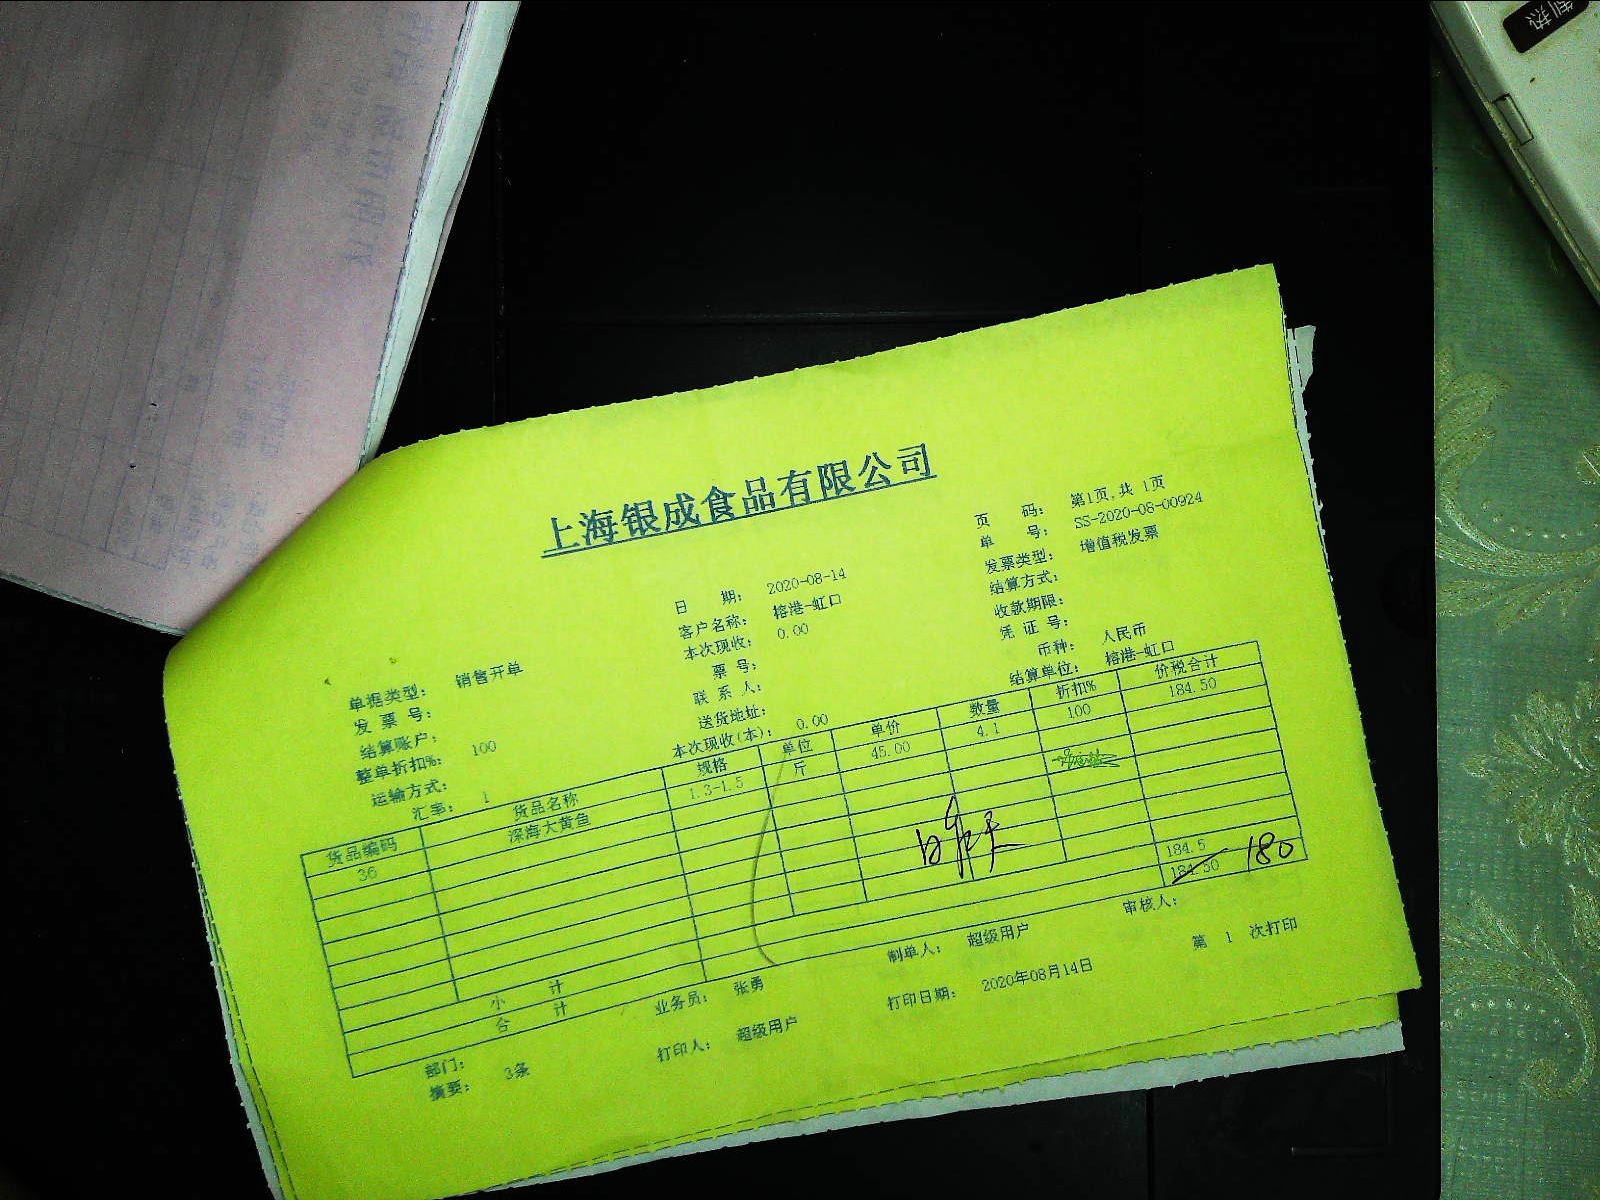 制热
上海银成食品有限公司
页 码: 第1页,共 1页
单 号: SS-2020-08-00924
发票类型: 增值税发票
结算方式:
收款期限:
凭 证 号:
币种: 人民币
结算单位: 榕港-虹口
日 期: 2020-08-14
客户名称: 榕港-虹口
本次现收: 0.00
票 号:
联 系 人:
送货地址:
本次现收(本): 0.00
单据类型: 销售开单
发 票 号:
结算账户:
整单折扣%: 100
运输方式:
汇率: 1
货品编码 货品名称 规格 单位 单价 数量 折扣% 价税合计
36 深海大黄鱼 1.3-1.5 斤 45.00 4.1 100 184.50
小 计 184.5
合 计 184.50 180
部门: 业务员: 张勇 制单人: 超级用户 审核人:
摘要: 3条 打印人: 超级用户 打印日期: 2020年08月14日 第 1 次打印